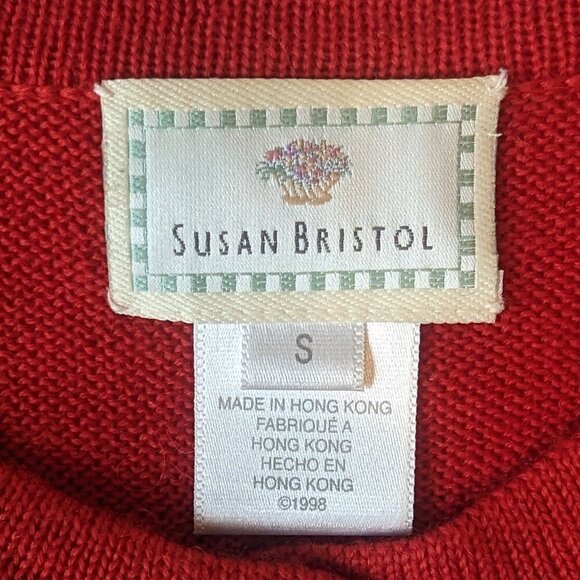 SUSAN BRISTOL
S
MADE IN HONG KONG
FABRIQUÉ A
HONG KONG
HECHO EN
HONG KONG
©1998